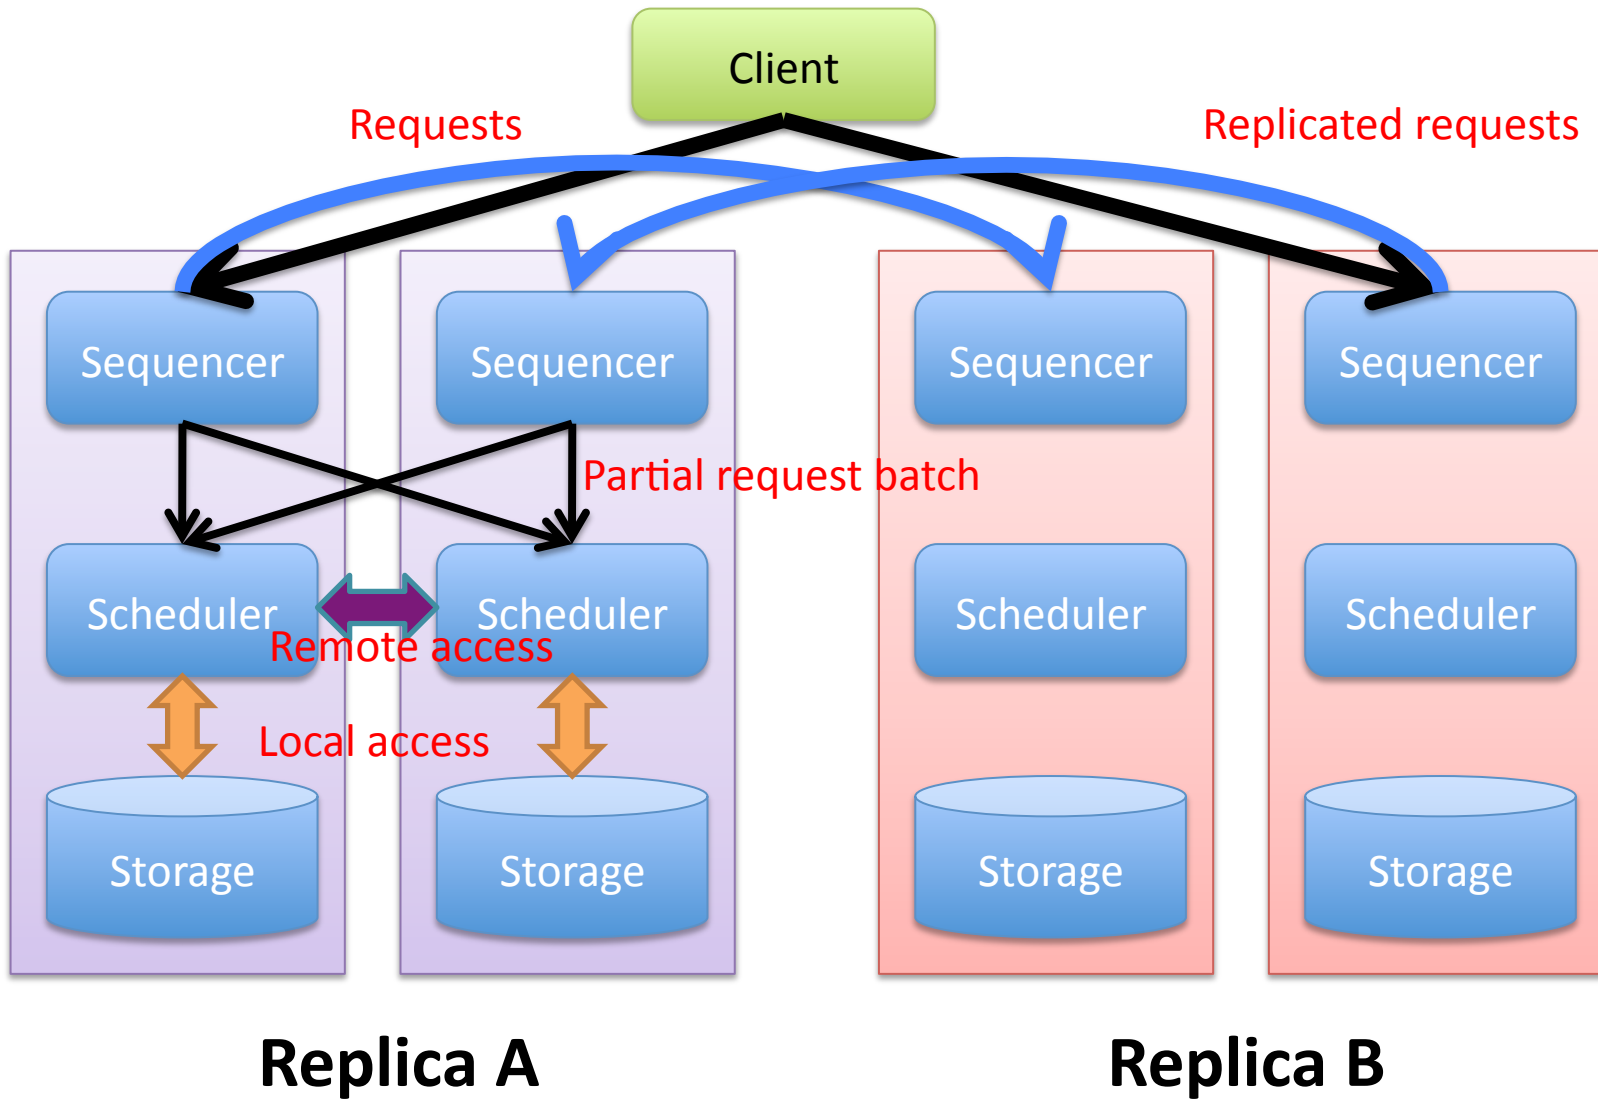 Client
Requests
Replicated requests
Sequencer
Sequencer
Sequencer
Sequencer
Partial request batch
Scheduler
Scheduler
Scheduler
Scheduler
Remote access
Local access
Storage
Storage
Storage
Storage
Replica A
Replica B